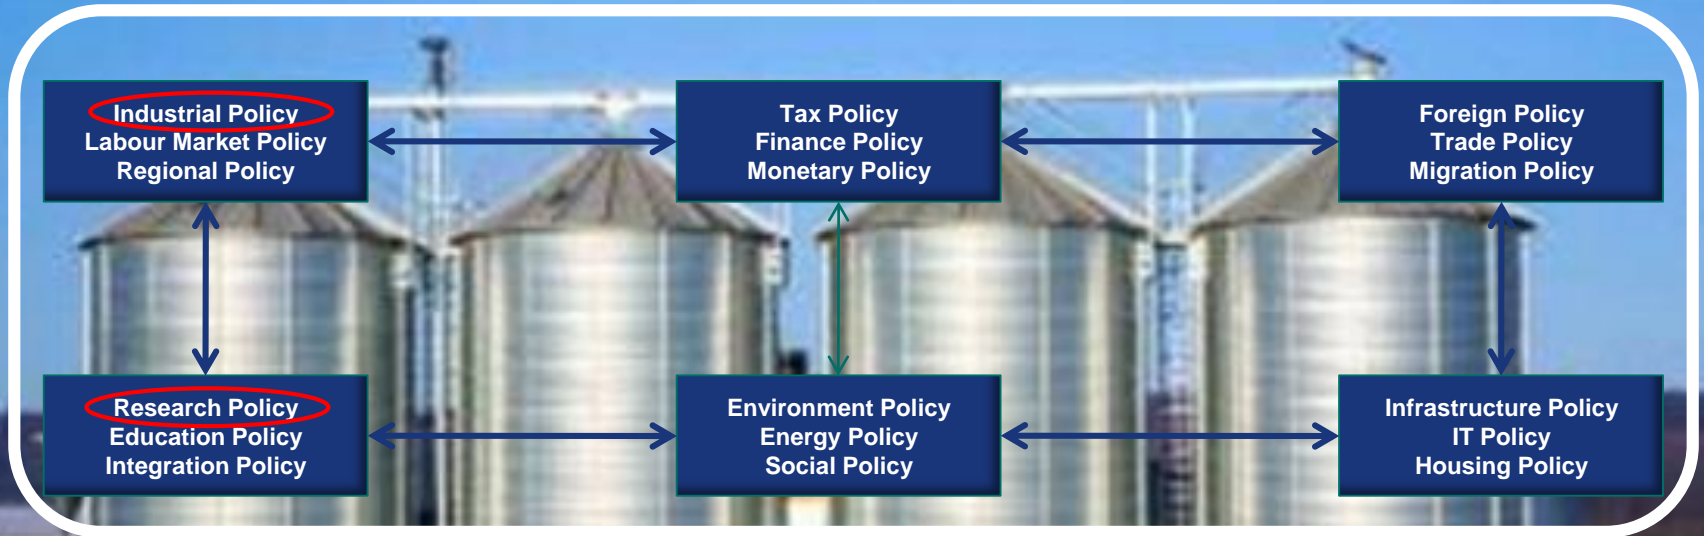 Industrial Policy
Labour Market Policy
Regional Policy
Tax Policy
Finance Policy
Monetary Policy
Foreign Policy
Trade Policy
Migration Policy
Research Policy
Education Policy
Integration Policy
Environment Policy
Energy Policy
Social Policy
Infrastructure Policy
IT Policy
Housing Policy